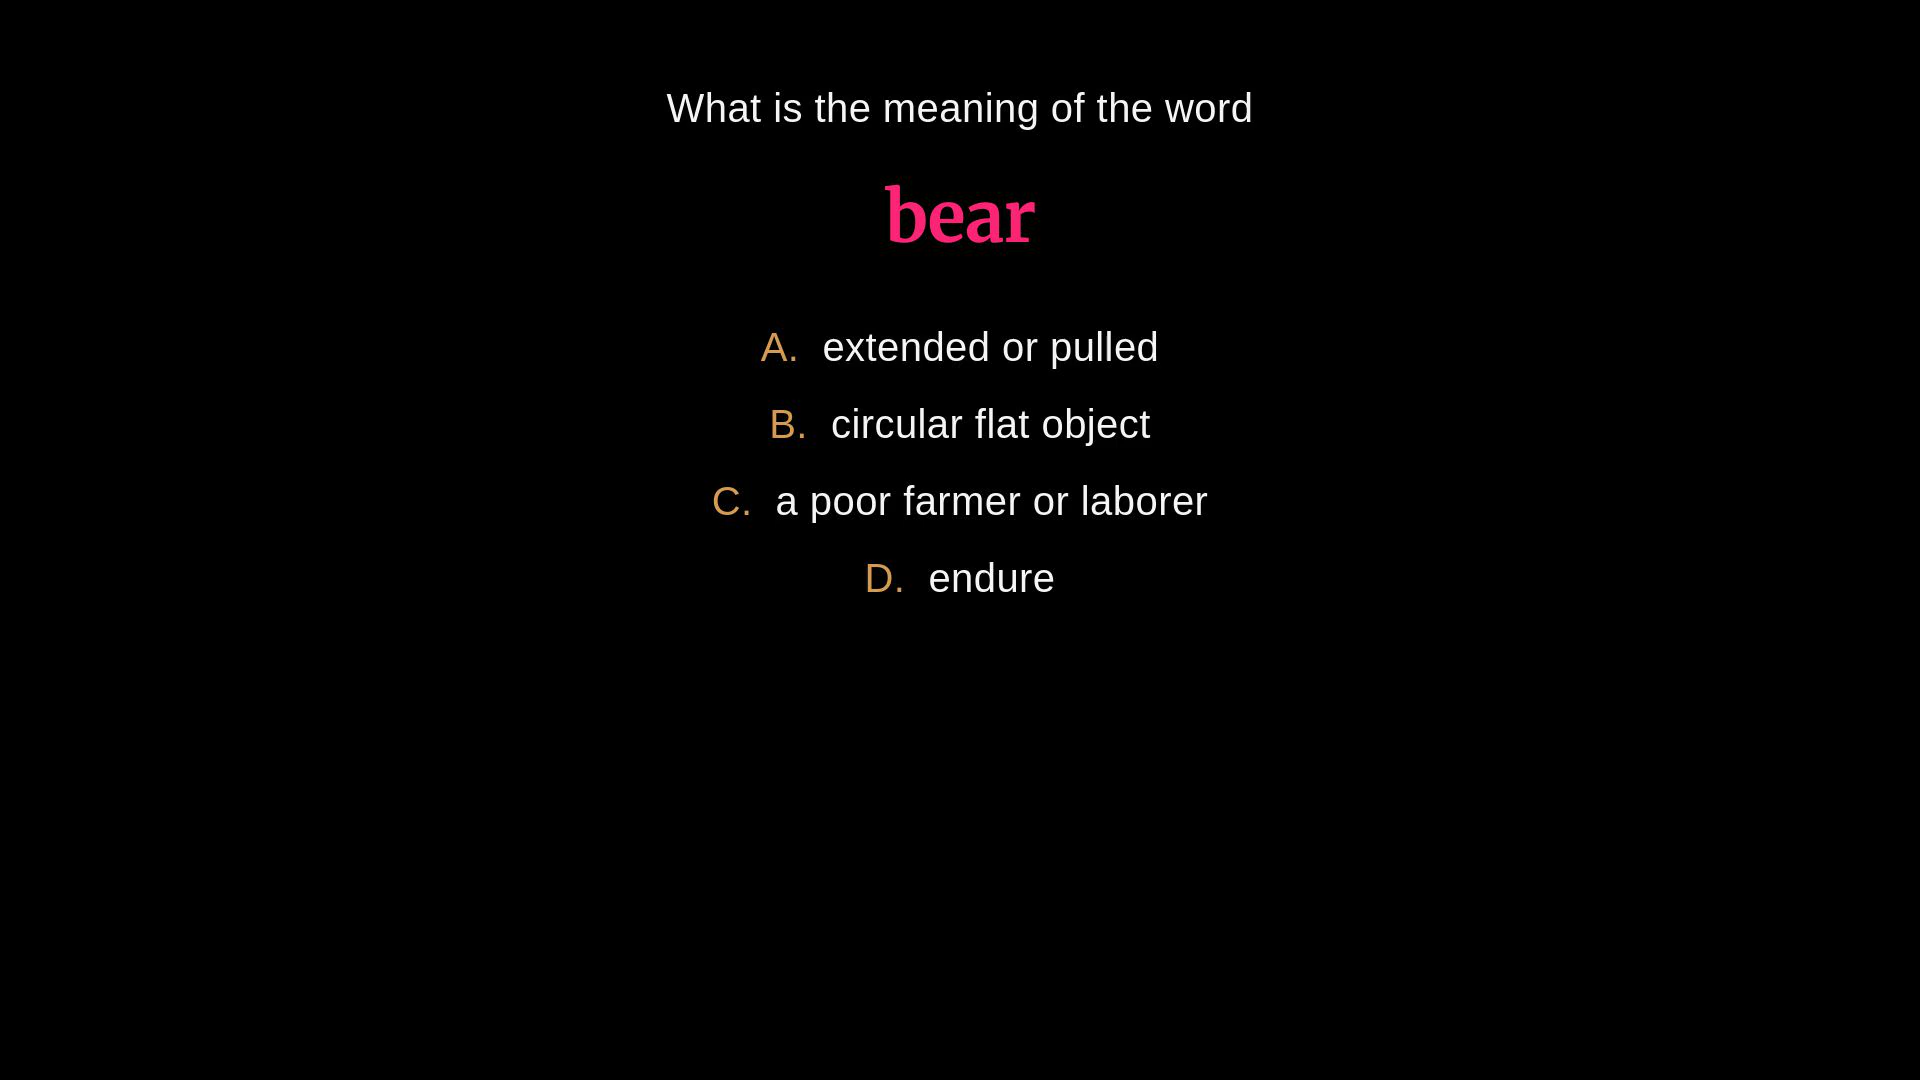 What is the meaning of the word
bear
A. extended or pulled
B. circular flat object
C. a poor farmer or laborer
D. endure